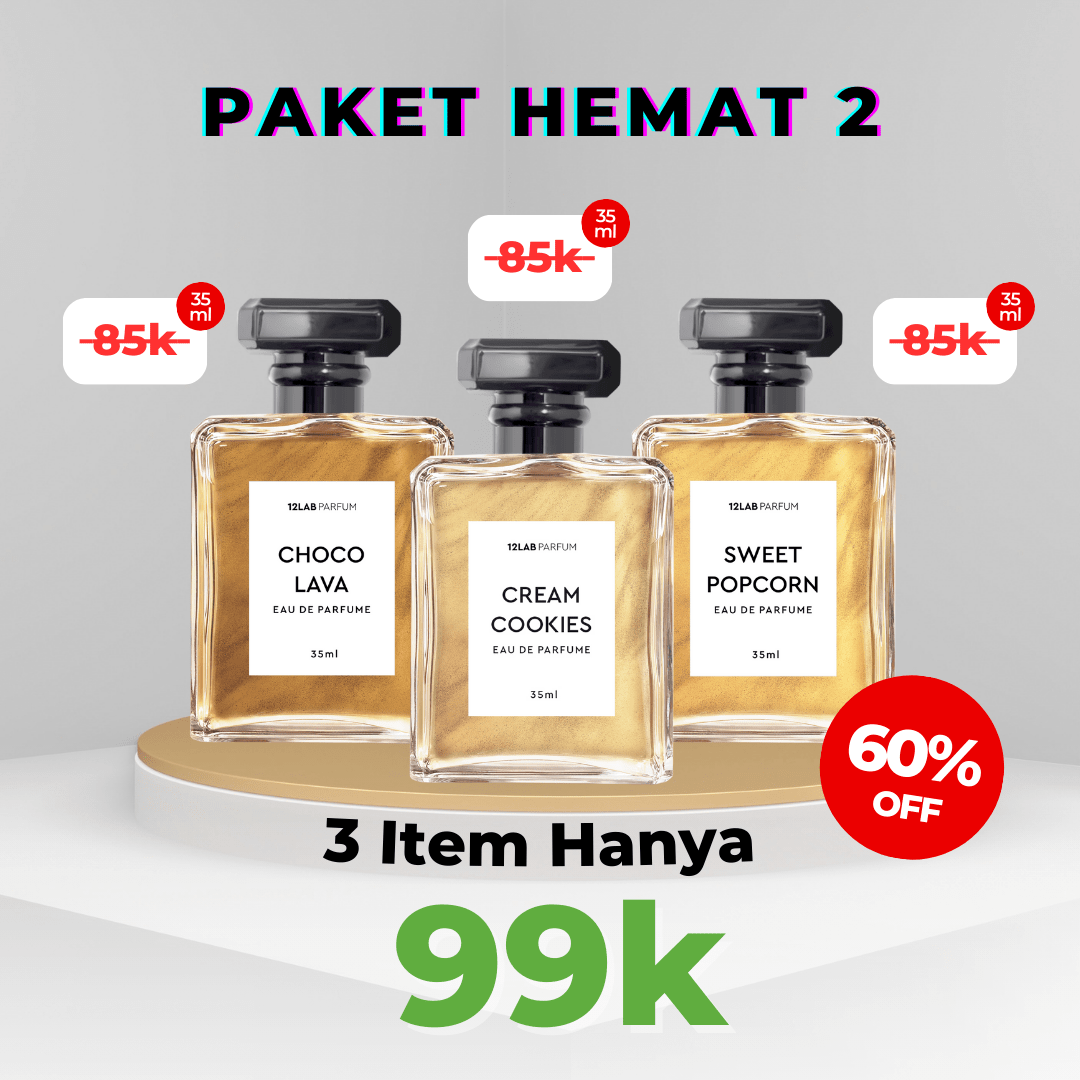 PAKET HEMAT 2
85k
35
ml
85k
35
ml
85k
35
ml
12LAB PARFUM
CHOCO
LAVA
EAU DE PARFUME
35ml
12LAB PARFUM
CREAM
COOKIES
EAU DE PARFUME
35ml
12LAB PARFUM
SWEET
POPCORN
EAU DE PARFUME
35ml
60%
OFF
3 Item Hanya
99k